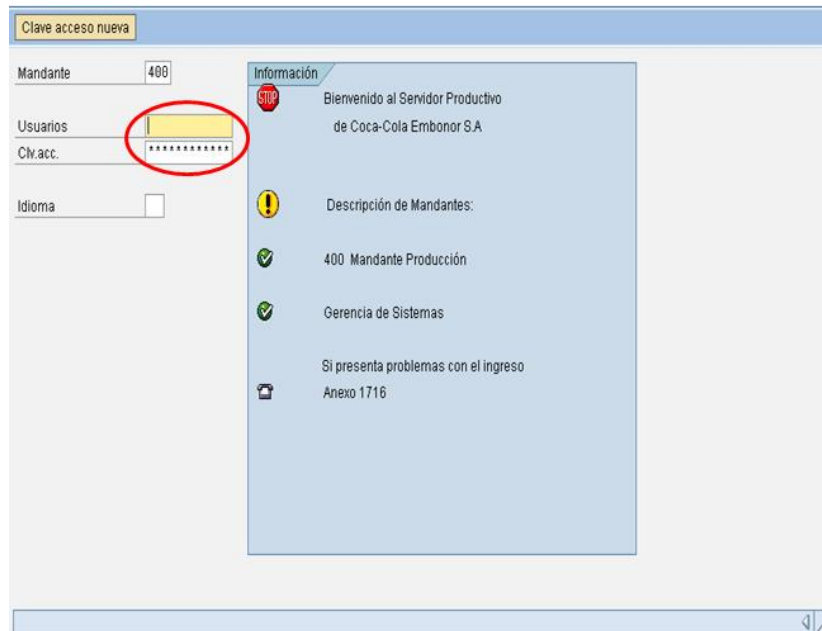 Clave acceso nueva
Mandante 400
Usuarios
Clv.acc. ************
Idioma
Información
STOP
Bienvenido al Servidor Productivo
de Coca-Cola Embonor S.A
Descripción de Mandantes:
400 Mandante Producción
Gerencia de Sistemas
Si presenta problemas con el ingreso
Anexo 1716